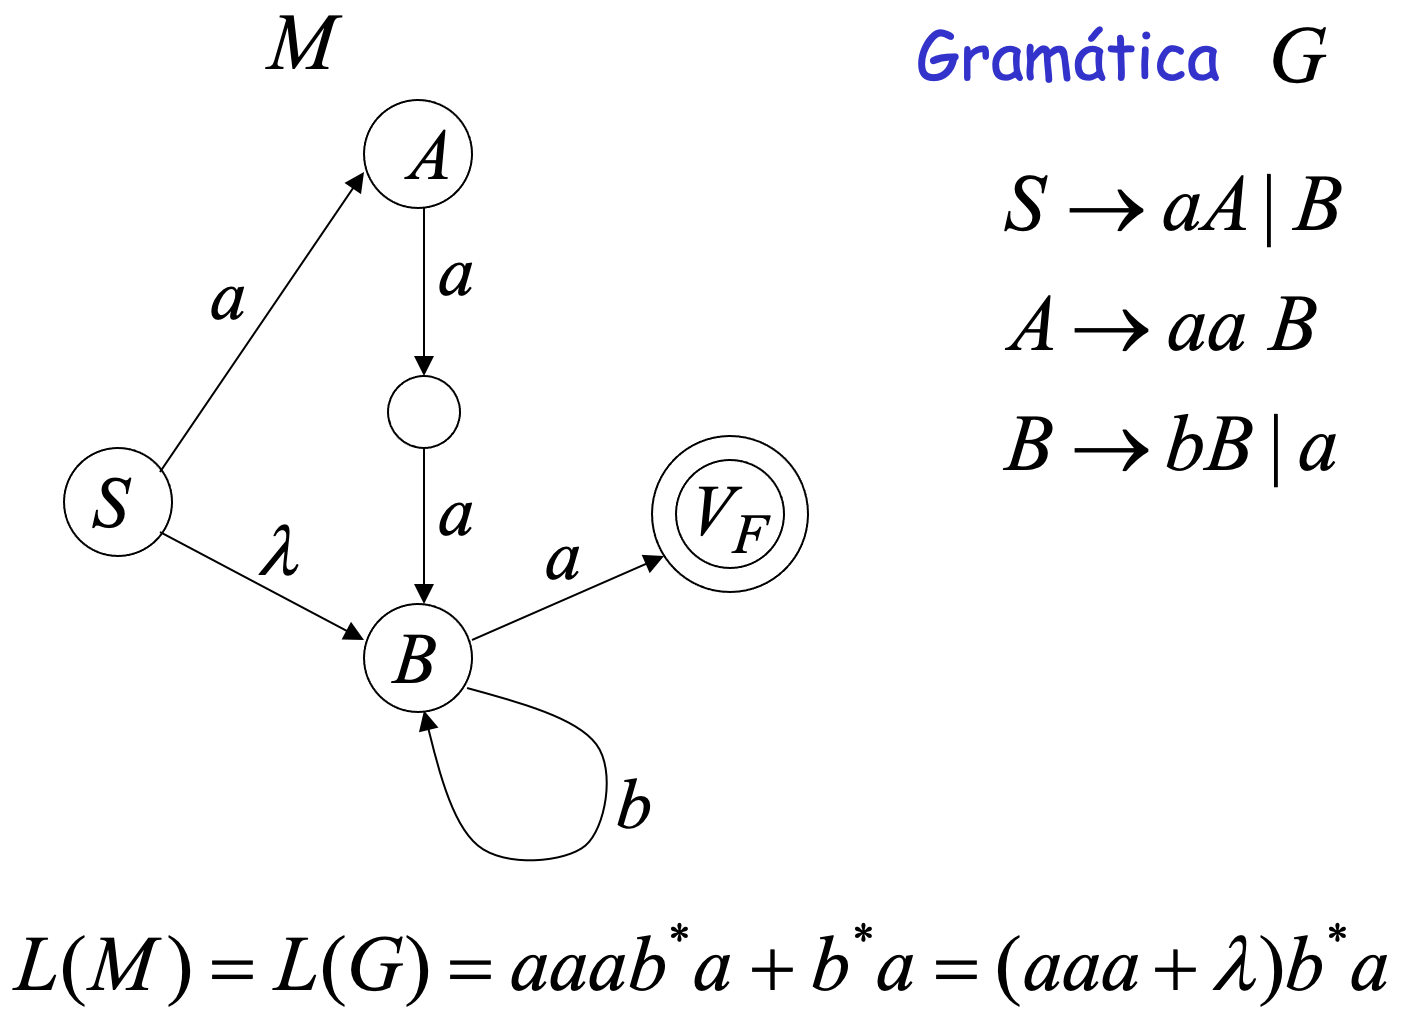 M
Gramática G
A
S → aA | B
a
a
A → aa B
B → bB | a
S
λ
a
a
V_F
B
b
L(M) = L(G) = aaab*a + b*a = (aaa + λ)b*a